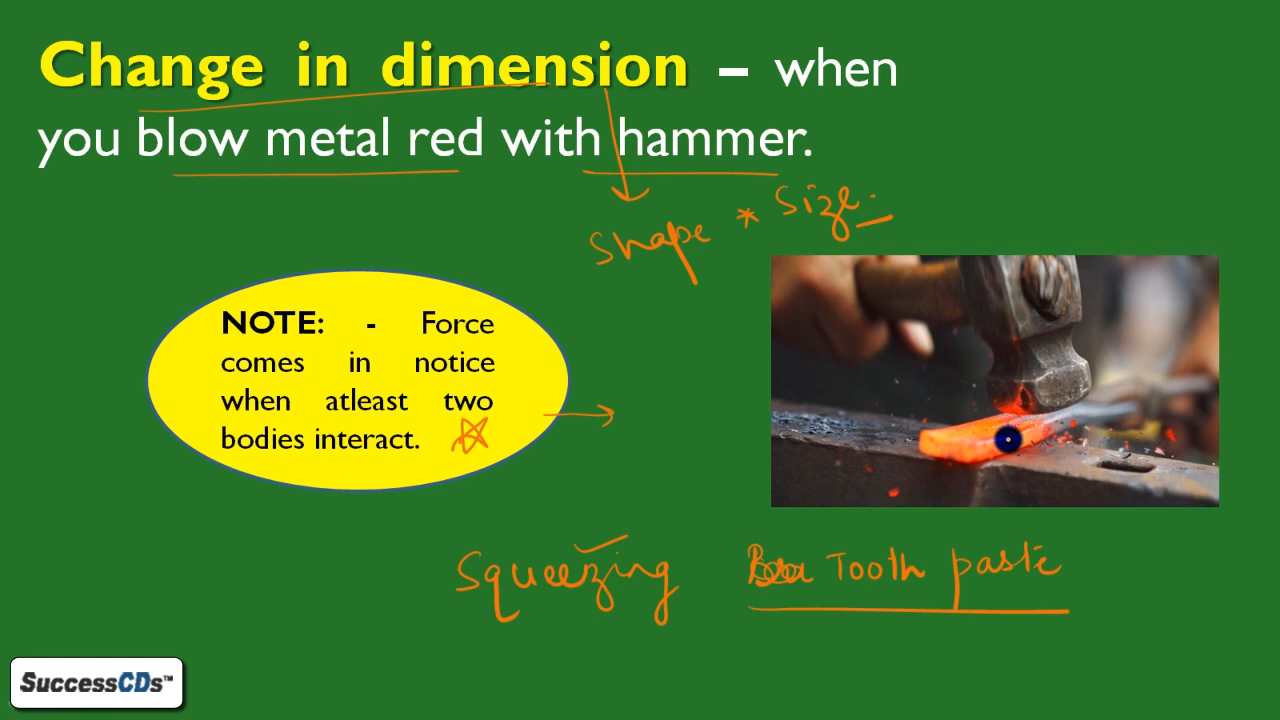 Change in dimension – when
you blow metal red with hammer.
Shape * Size.
NOTE: - Force
comes in notice
when atleast two
bodies interact.
Squeezing Tooth paste
SuccessCDs™